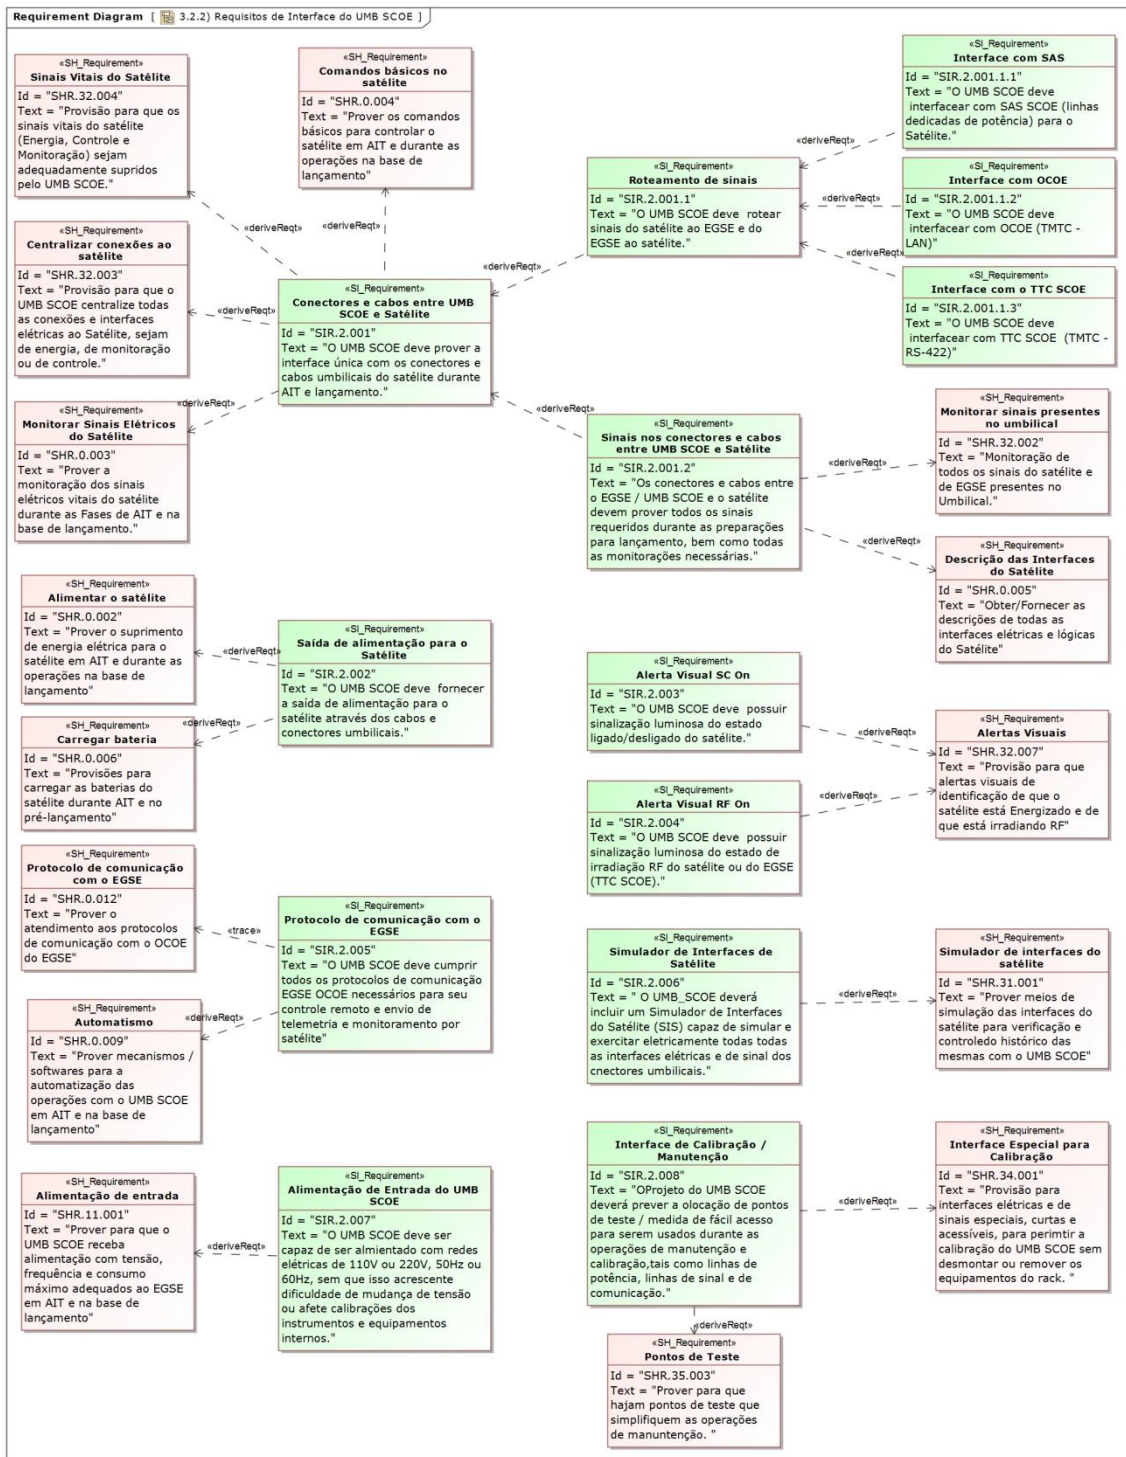 Requirement Diagram [ 3.2.2) Requisitos de Interface do UMB SCOE ]
«SH_Requirement»
Sinais Vitais do Satélite
Id = "SHR.32.004"
Text = "Provisão para que os
sinais vitais do satélite
(Energia, Controle e
Monitoração) sejam
adequadamente supridos
pelo UMB SCOE."
«SH_Requirement»
Comandos básicos no
satélite
Id = "SHR.0.004"
Text = "Prover os comandos
básicos para controlar o
satélite em AIT e durante as
operações na base de
lançamento"
«SI_Requirement»
Interface com SAS
Id = "SIR.2.001.1.1"
Text = "O UMB SCOE deve
interfacear com SAS SCOE (linhas
dedicadas de potência) para o
Satélite."
«deriveReqt»
«SI_Requirement»
Roteamento de sinais
Id = "SIR.2.001.1"
Text = "O UMB SCOE deve rotear
sinais do satélite ao EGSE e do
EGSE ao satélite."
«SI_Requirement»
Interface com OCOE
Id = "SIR.2.001.1.2"
Text = "O UMB SCOE deve
interfacear com OCOE (TMTC -
LAN)"
«deriveReqt»
«deriveReqt»
«SI_Requirement»
Interface com o TTC SCOE
Id = "SIR.2.001.1.3"
Text = "O UMB SCOE deve
interfacear com TTC SCOE (TMTC -
RS-422)"
«deriveReqt»
«deriveReqt»
«deriveReqt»
«SH_Requirement»
Centralizar conexões ao
satélite
Id = "SHR.32.003"
Text = "Provisão para que o
UMB SCOE centralize todas
as conexões e interfaces
elétricas ao Satélite, sejam
de energia, de monitoração
ou de controle."
«deriveReqt»
«SI_Requirement»
Conectores e cabos entre UMB
SCOE e Satélite
Id = "SIR.2.001"
Text = "O UMB SCOE deve prover a
interface única com os conectores e
cabos umbilicais do satélite durante
AIT e lançamento."
«deriveReqt»
«SH_Requirement»
Monitorar Sinais Elétricos
do Satélite
Id = "SHR.0.003"
Text = "Prover a
monitoração dos sinais
elétricos vitais do satélite
durante as Fases de AIT e na
base de lançamento."
«deriveReqt»
«SI_Requirement»
Sinais nos conectores e cabos
entre UMB SCOE e Satélite
Id = "SIR.2.001.2"
Text = "Os conectores e cabos entre
o EGSE / UMB SCOE e o satélite
devem prover todos os sinais
requeridos durante as preparações
para lançamento, bem como todas
as monitorações necessárias."
«deriveReqt»
«SH_Requirement»
Monitorar sinais presentes
no umbilical
Id = "SHR.32.002"
Text = "Monitoração de
todos os sinais do satélite e
de EGSE presentes no
Umbilical."
«deriveReqt»
«SH_Requirement»
Descrição das Interfaces
do Satélite
Id = "SHR.0.005"
Text = "Obter/Fornecer as
descrições de todas as
interfaces elétricas e lógicas
do Satélite"
«SH_Requirement»
Alimentar o satélite
Id = "SHR.0.002"
Text = "Prover o suprimento
de energia elétrica para o
satélite em AIT e durante as
operações na base de
lançamento"
«deriveReqt»
«SI_Requirement»
Saída de alimentação para o
Satélite
Id = "SIR.2.002"
Text = "O UMB SCOE deve fornecer
a saída de alimentação para o
satélite através dos cabos e
conectores umbilicais."
«deriveReqt»
«SH_Requirement»
Carregar bateria
Id = "SHR.0.006"
Text = "Provisões para
carregar as baterias do
satélite durante AIT e no
pré-lançamento"
«SI_Requirement»
Alerta Visual SC On
Id = "SIR.2.003"
Text = "O UMB SCOE deve possuir
sinalização luminosa do estado
ligado/desligado do satélite."
«deriveReqt»
«SH_Requirement»
Alertas Visuais
Id = "SHR.32.007"
Text = "Provisão para que
alertas visuais de
identificação de que o
satélite está Energizado e de
que está irradiando RF"
«deriveReqt»
«SI_Requirement»
Alerta Visual RF On
Id = "SIR.2.004"
Text = "O UMB SCOE deve possuir
sinalização luminosa do estado de
irradiação RF do satélite ou do EGSE
(TTC SCOE)."
«SH_Requirement»
Protocolo de comunicação
com o EGSE
Id = "SHR.0.012"
Text = "Prover o
atendimento aos protocolos
de comunicação com o OCOE
do EGSE"
«trace»
«SI_Requirement»
Protocolo de comunicação com o
EGSE
Id = "SIR.2.005"
Text = "O UMB SCOE deve cumprir
todos os protocolos de comunicação
EGSE OCOE necessários para seu
controle remoto e envio de
telemetria e monitoramento por
satélite"
«deriveReqt»
«SH_Requirement»
Automatismo
Id = "SHR.0.009"
Text = "Prover mecanismos /
softwares para a
automatização das
operações com o UMB SCOE
em AIT e na base de
lançamento"
«SI_Requirement»
Simulador de Interfaces de
Satélite
Id = "SIR.2.006"
Text = " O UMB_SCOE deverá
incluir um Simulador de Interfaces
do Satélite (SIS) capaz de simular e
exercitar eletricamente todas todas
as interfaces elétricas e de sinal dos
cnectores umbilicais."
«deriveReqt»
«SH_Requirement»
Simulador de interfaces do
satélite
Id = "SHR.31.001"
Text = "Prover meios de
simulação das interfaces do
satélite para verificação e
controledo histórico das
mesmas com o UMB SCOE"
«SH_Requirement»
Alimentação de entrada
Id = "SHR.11.001"
Text = "Prover para que o
UMB SCOE receba
alimentação com tensão,
frequência e consumo
máximo adequados ao EGSE
em AIT e na base de
lançamento"
«deriveReqt»
«SI_Requirement»
Alimentação de Entrada do UMB
SCOE
Id = "SIR.2.007"
Text = "O UMB SCOE deve ser
capaz de ser almientado com redes
elétricas de 110V ou 220V, 50Hz ou
60Hz, sem que isso acrescente
dificuldade de mudança de tensão
ou afete calibrações dos
instrumentos e equipamentos
internos."
«SI_Requirement»
Interface de Calibração /
Manutenção
Id = "SIR.2.008"
Text = "OProjeto do UMB SCOE
deverá prever a olocação de pontos
de teste / medida de fácil acesso
para serem usados durante as
operações de manutenção e
calibração,tais como linhas de
potência, linhas de sinal e de
comunicação."
«deriveReqt»
«SH_Requirement»
Interface Especial para
Calibração
Id = "SHR.34.001"
Text = "Provisão para
interfaces elétricas e de
sinais especiais, curtas e
acessíveis, para perimtir a
calibração do UMB SCOE sem
desmontar ou remover os
equipamentos do rack. "
«deriveReqt»
«SH_Requirement»
Pontos de Teste
Id = "SHR.35.003"
Text = "Prover para que
hajam pontos de teste que
simplifiquem as operações
de manuntenção. "